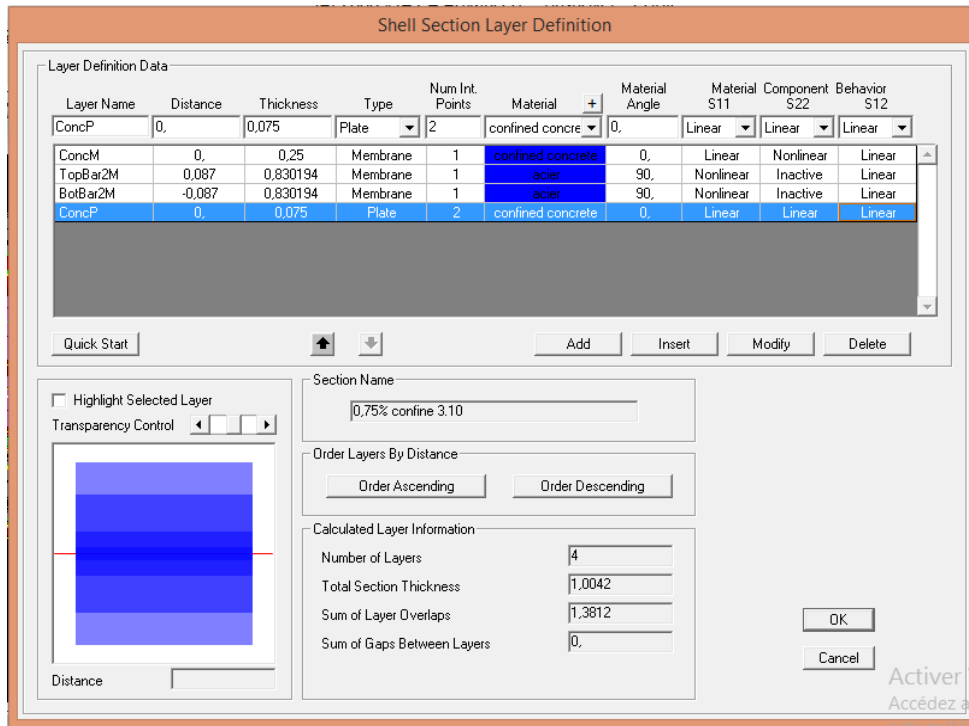 Shell Section Layer Definition
Layer Definition Data
Layer Name Distance Thickness Type Num Int. Points Material + Material Angle Material Component Behavior S11 S22 S12
ConcP 0, 0,075 Plate 2 confined concre 0, Linear Linear Linear
ConcM 0, 0,25 Membrane 1 confined concrete 0, Linear Nonlinear Linear
TopBar2M 0,087 0,830194 Membrane 1 acier 90, Nonlinear Inactive Linear
BotBar2M -0,087 0,830194 Membrane 1 acier 90, Nonlinear Inactive Linear
ConcP 0, 0,075 Plate 2 confined concrete 0, Linear Linear Linear
Quick Start Add Insert Modify Delete
Highlight Selected Layer
Transparency Control
Distance
Section Name
0,75% confine 3.10
Order Layers By Distance
Order Ascending Order Descending
Calculated Layer Information
Number of Layers 4
Total Section Thickness 1,0042
Sum of Layer Overlaps 1,3812
Sum of Gaps Between Layers 0,
OK
Cancel
Activer
Accédez a